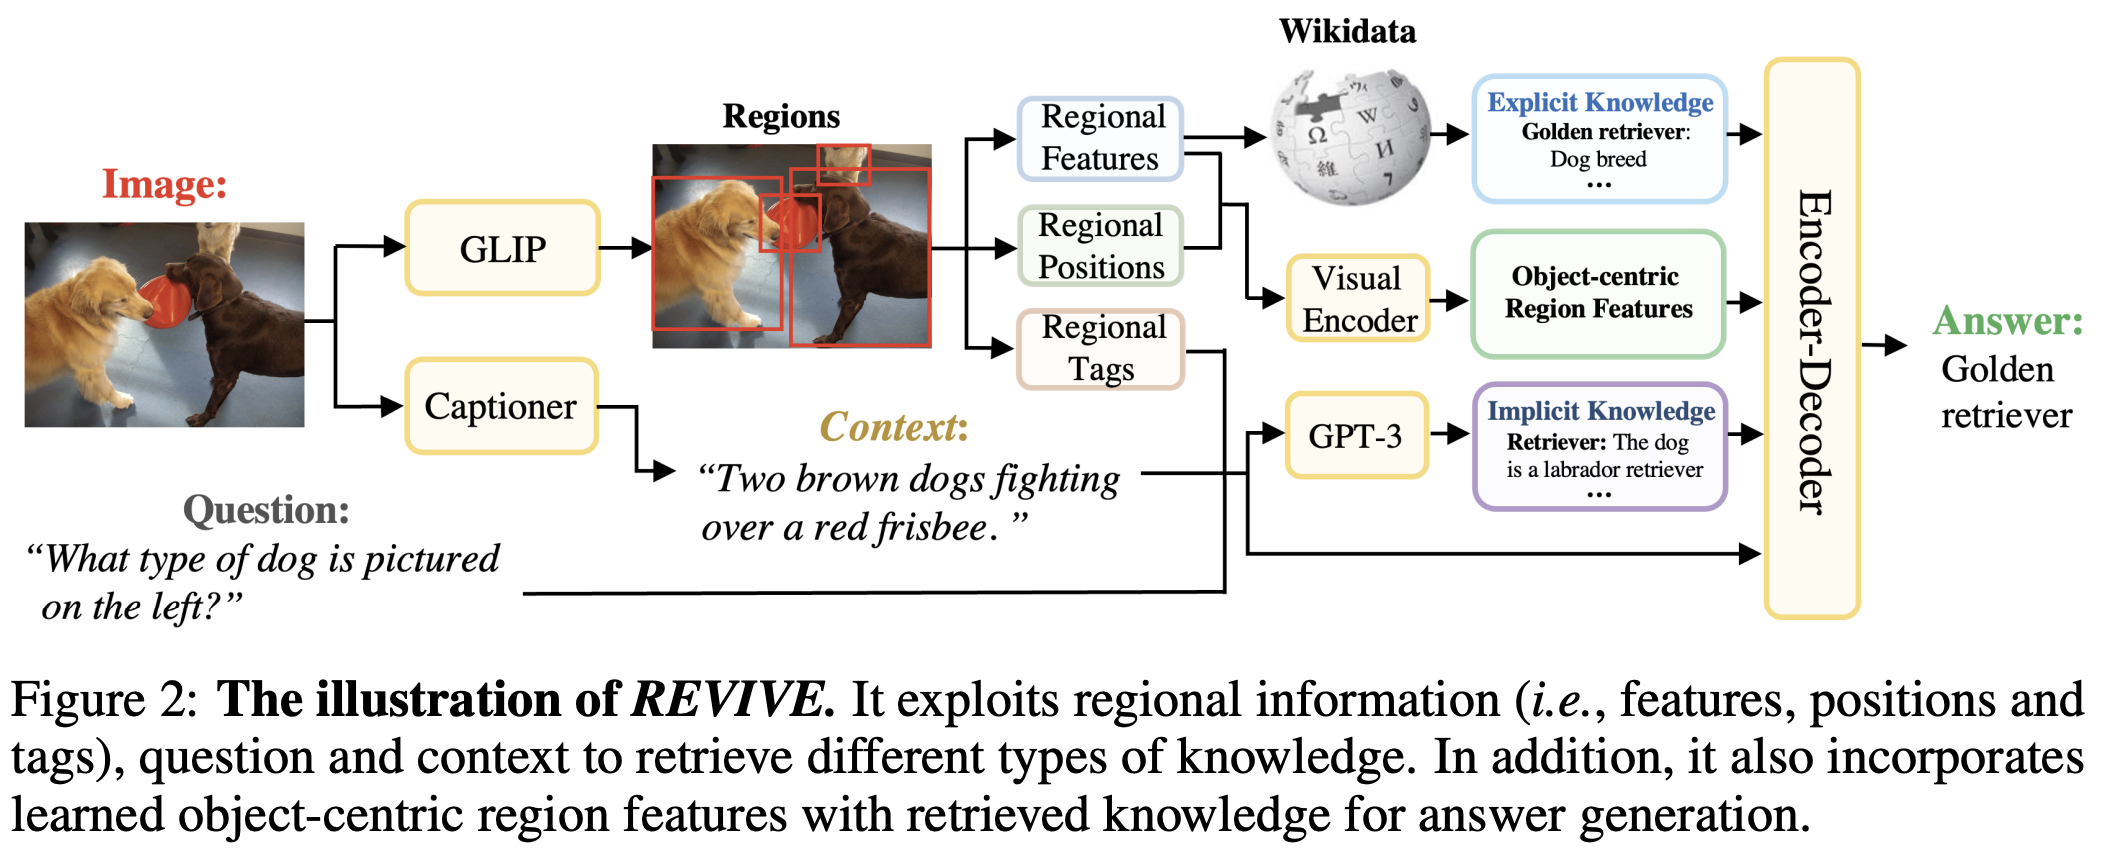 Wikidata
Regions
Image:
GLIP
Captioner
Regional
Features
Regional
Positions
Regional
Tags
Ω
W
И
維
Visual
Encoder
GPT-3
Explicit Knowledge
Golden retriever:
Dog breed
...
Object-centric
Region Features
Implicit Knowledge
Retriever: The dog
is a labrador retriever
...
Encoder-Decoder
Answer:
Golden
retriever
Context:
“Two brown dogs fighting
over a red frisbee. ”
Question:
“What type of dog is pictured
on the left?”
Figure 2: The illustration of REVIVE. It exploits regional information (i.e., features, positions and
tags), question and context to retrieve different types of knowledge. In addition, it also incorporates
learned object-centric region features with retrieved knowledge for answer generation.